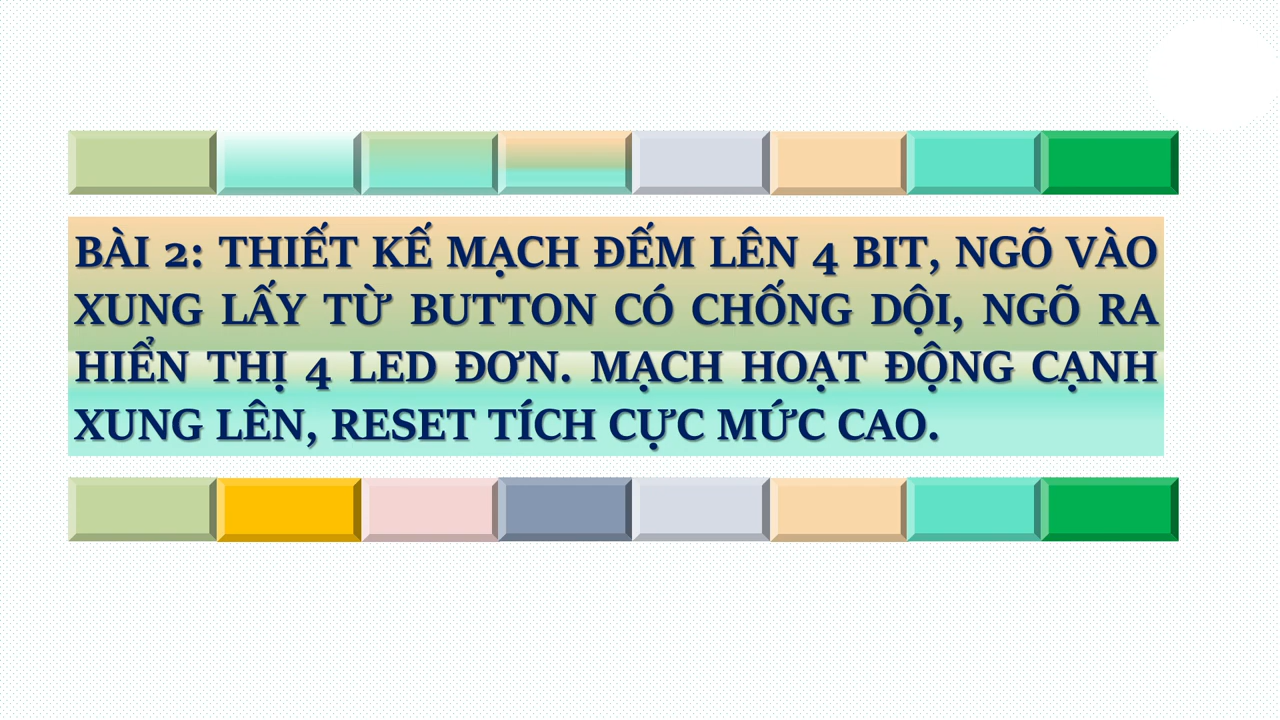 BÀI 2: THIẾT KẾ MẠCH ĐẾM LÊN 4 BIT, NGÕ VÀO
XUNG LẤY TỪ BUTTON CÓ CHỐNG DỘI, NGÕ RA
HIỂN THỊ 4 LED ĐƠN. MẠCH HOẠT ĐỘNG CẠNH
XUNG LÊN, RESET TÍCH CỰC MỨC CAO.